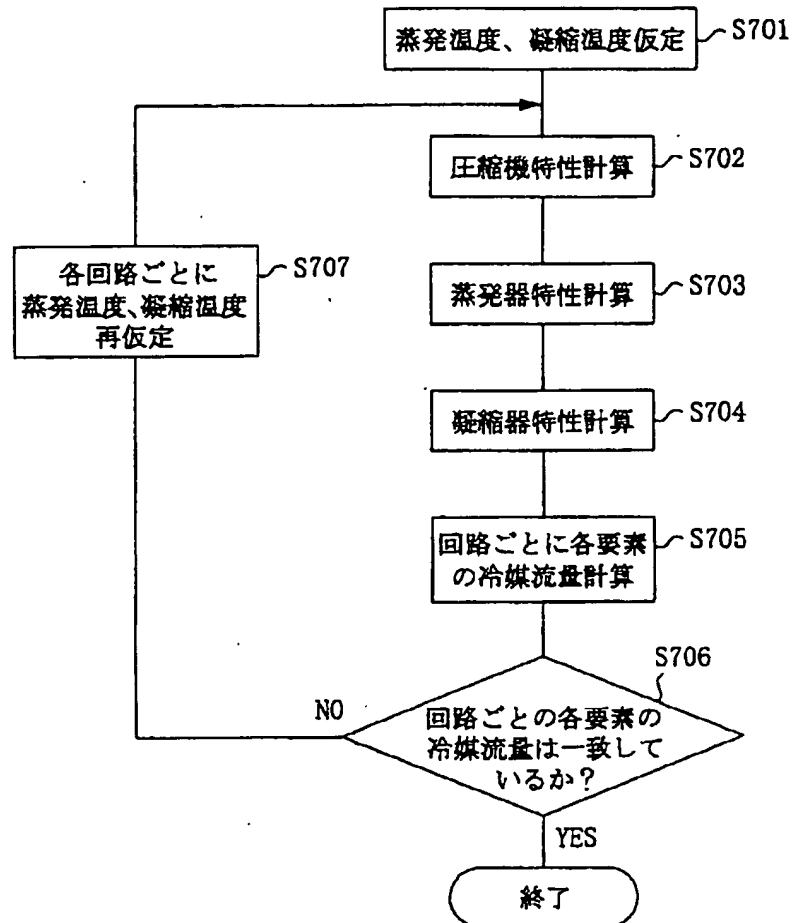 蒸発温度、凝縮温度仮定
S701
圧縮機特性計算
S702
蒸発器特性計算
S703
凝縮器特性計算
S704
回路ごとに各要素
の冷媒流量計算
S705
S706
回路ごとの各要素の
冷媒流量は一致して
いるか?
NO
YES
各回路ごとに
蒸発温度、凝縮温度
再仮定
S707
終了